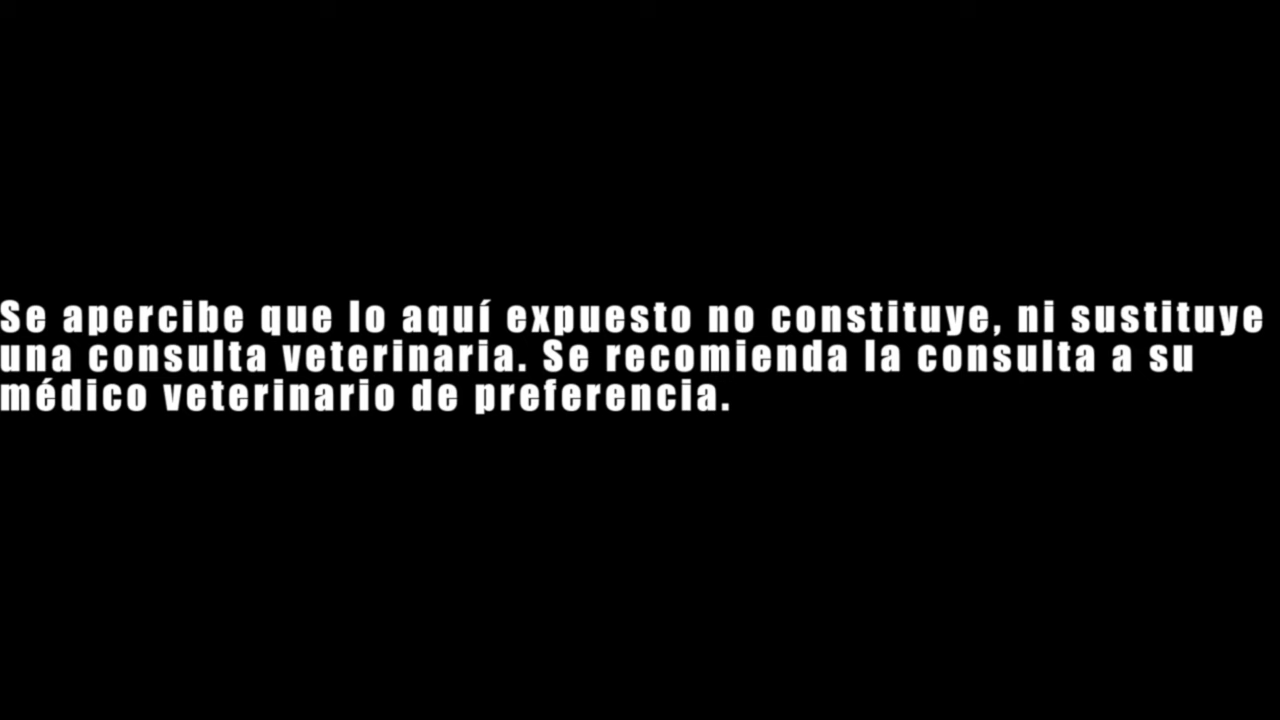 Se apercibe que lo aquí expuesto no constituye, ni sustituye
una consulta veterinaria. Se recomienda la consulta a su
médico veterinario de preferencia.